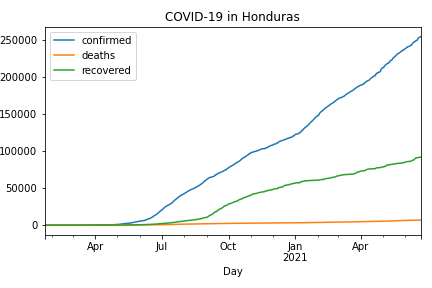 COVID-19 in Honduras
confirmed
deaths
recovered
250000
200000
150000
100000
50000
0
Apr
Jul
Oct
Jan
2021
Apr
Day